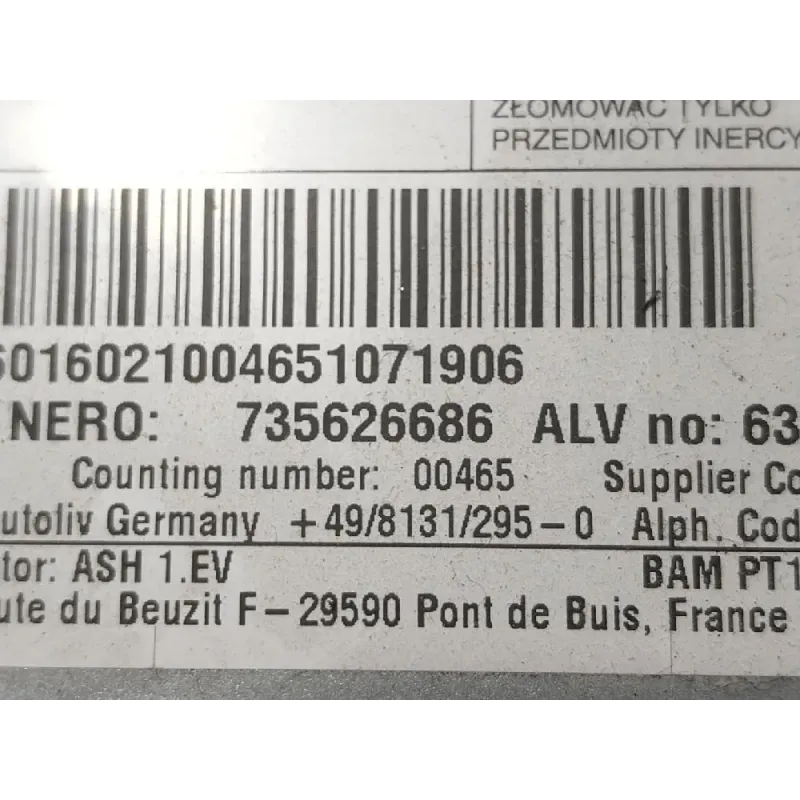 ZŁOMOWAĆ TYLKO
PRZEDMIOTY INERCY
6016021004651071906
NERO: 735626686 ALV no: 63
Counting number: 00465 Supplier Co
utoliv Germany +49/8131/295-0 Alph. Cod
tor: ASH 1.EV BAM PT1
ute du Beuzit F-29590 Pont de Buis, France